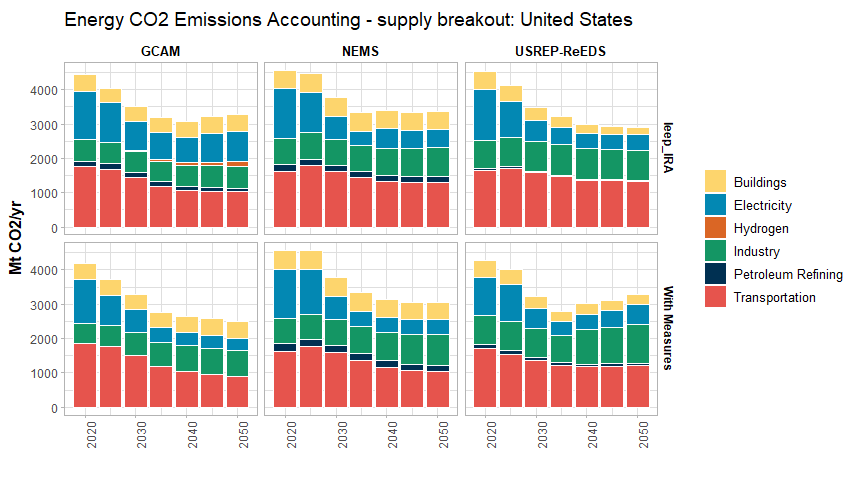 Energy CO2 Emissions Accounting - supply breakout: United States
GCAM
NEMS
USREP-ReEDS
Mt CO2/yr
4000
3000
2000
1000
0
ieep_IRA
4000
3000
2000
1000
0
With Measures
2020
2030
2040
2050
2020
2030
2040
2050
2020
2030
2040
2050
Buildings
Electricity
Hydrogen
Industry
Petroleum Refining
Transportation